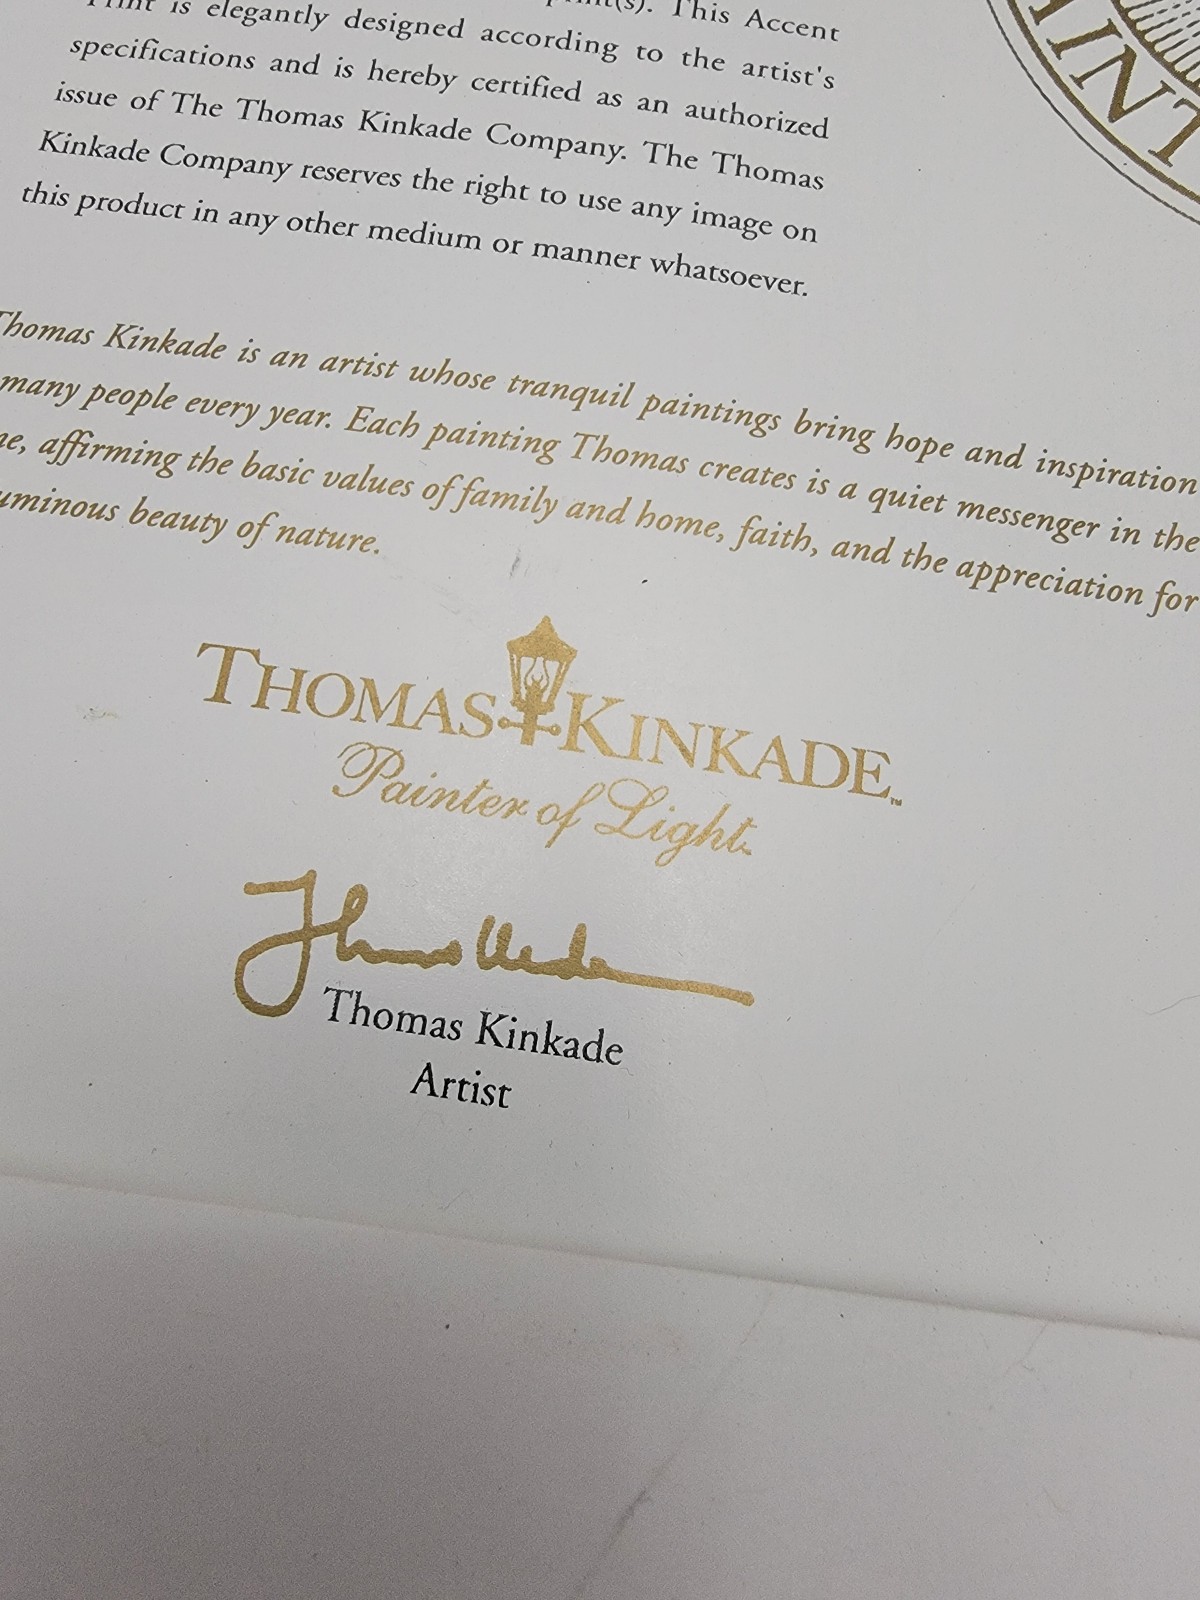 is elegantly designed according to the artist's
This Accent
specifications and is hereby certified as an authorized
issue of The Thomas Kinkade Company. The Thomas
Kinkade Company reserves the right to use any image on
this product in any other medium or manner whatsoever.
Thomas Kinkade is an artist whose tranquil paintings bring hope and inspiration
many people every year. Each painting Thomas creates is a quiet messenger in the
affirming the basic values of family and home, faith, and the appreciation for
beauty of nature.
THOMAS KINKADE™
Painter of Light™
Thomas Kinkade
Artist